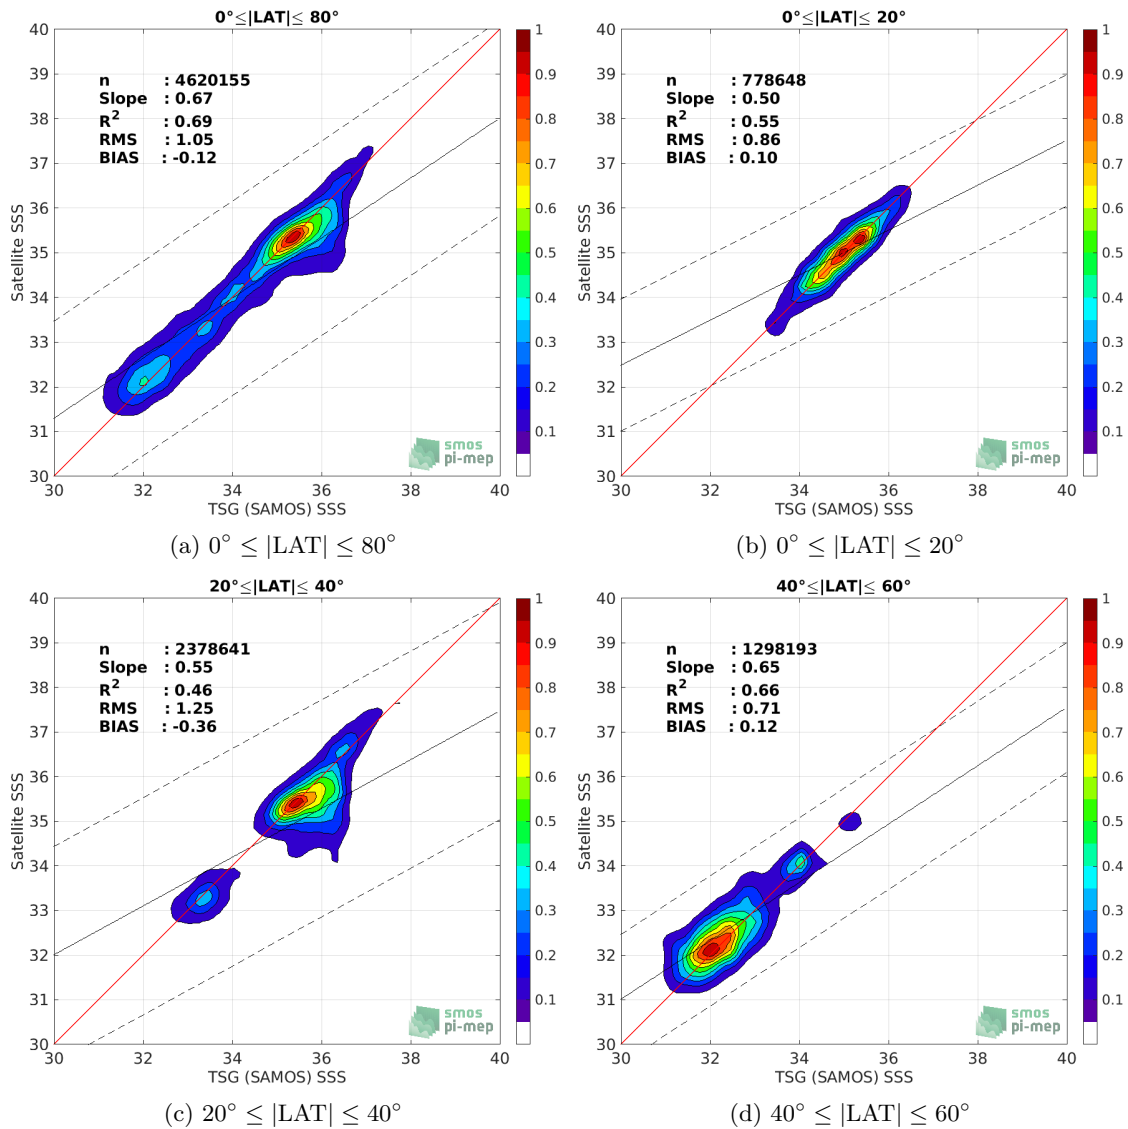 0°≤|LAT|≤ 80°
n : 4620155
Slope : 0.67
R2 : 0.69
RMS : 1.05
BIAS : -0.12
40
39
38
37
36
35
34
33
32
31
30
30 32 34 36 38 40
Satellite SSS
TSG (SAMOS) SSS
smos
pi-mep
1
0.9
0.8
0.7
0.6
0.5
0.4
0.3
0.2
0.1
(a) 0° ≤ |LAT| ≤ 80°
0°≤|LAT|≤ 20°
n : 778648
Slope : 0.50
R2 : 0.55
RMS : 0.86
BIAS : 0.10
40
39
38
37
36
35
34
33
32
31
30
30 32 34 36 38 40
Satellite SSS
TSG (SAMOS) SSS
smos
pi-mep
1
0.9
0.8
0.7
0.6
0.5
0.4
0.3
0.2
0.1
(b) 0° ≤ |LAT| ≤ 20°
20°≤|LAT|≤ 40°
n : 2378641
Slope : 0.55
R2 : 0.46
RMS : 1.25
BIAS : -0.36
40
39
38
37
36
35
34
33
32
31
30
30 32 34 36 38 40
Satellite SSS
TSG (SAMOS) SSS
smos
pi-mep
1
0.9
0.8
0.7
0.6
0.5
0.4
0.3
0.2
0.1
(c) 20° ≤ |LAT| ≤ 40°
40°≤|LAT|≤ 60°
n : 1298193
Slope : 0.65
R2 : 0.66
RMS : 0.71
BIAS : 0.12
40
39
38
37
36
35
34
33
32
31
30
30 32 34 36 38 40
Satellite SSS
TSG (SAMOS) SSS
smos
pi-mep
1
0.9
0.8
0.7
0.6
0.5
0.4
0.3
0.2
0.1
(d) 40° ≤ |LAT| ≤ 60°